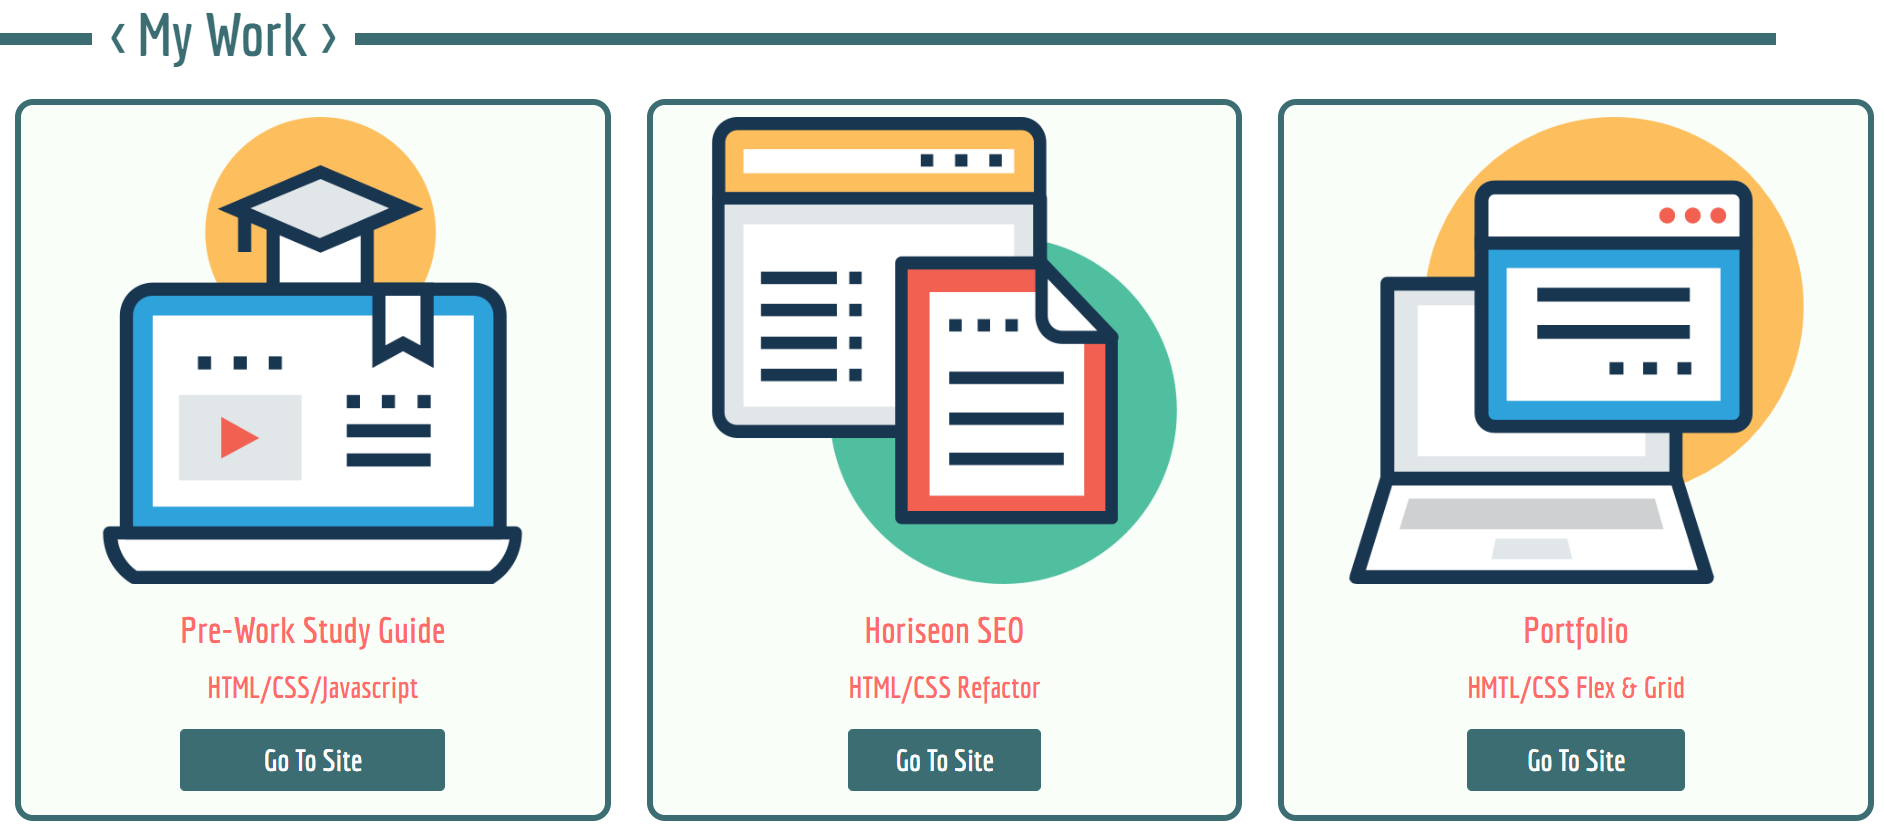 ‹ My Work ›
Pre-Work Study Guide
HTML/CSS/Javascript
Go To Site
Horiseon SEO
HTML/CSS Refactor
Go To Site
Portfolio
HMTL/CSS Flex & Grid
Go To Site